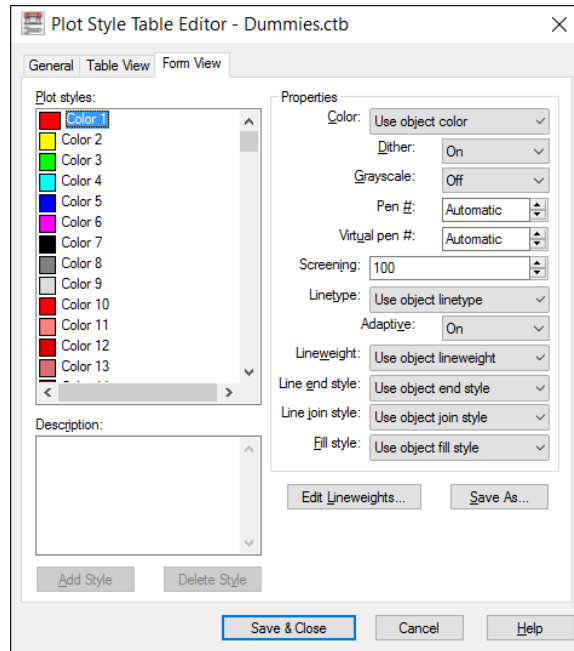 Plot Style Table Editor - Dummies.ctb
General Table View Form View
Plot styles:
Color 1
Color 2
Color 3
Color 4
Color 5
Color 6
Color 7
Color 8
Color 9
Color 10
Color 11
Color 12
Color 13
Description:
Add Style Delete Style
Properties
Color: Use object color
Dither: On
Grayscale: Off
Pen #: Automatic
Virtual pen #: Automatic
Screening: 100
Linetype: Use object linetype
Adaptive: On
Lineweight: Use object lineweight
Line end style: Use object end style
Line join style: Use object join style
Fill style: Use object fill style
Edit Lineweights... Save As...
Save & Close Cancel Help